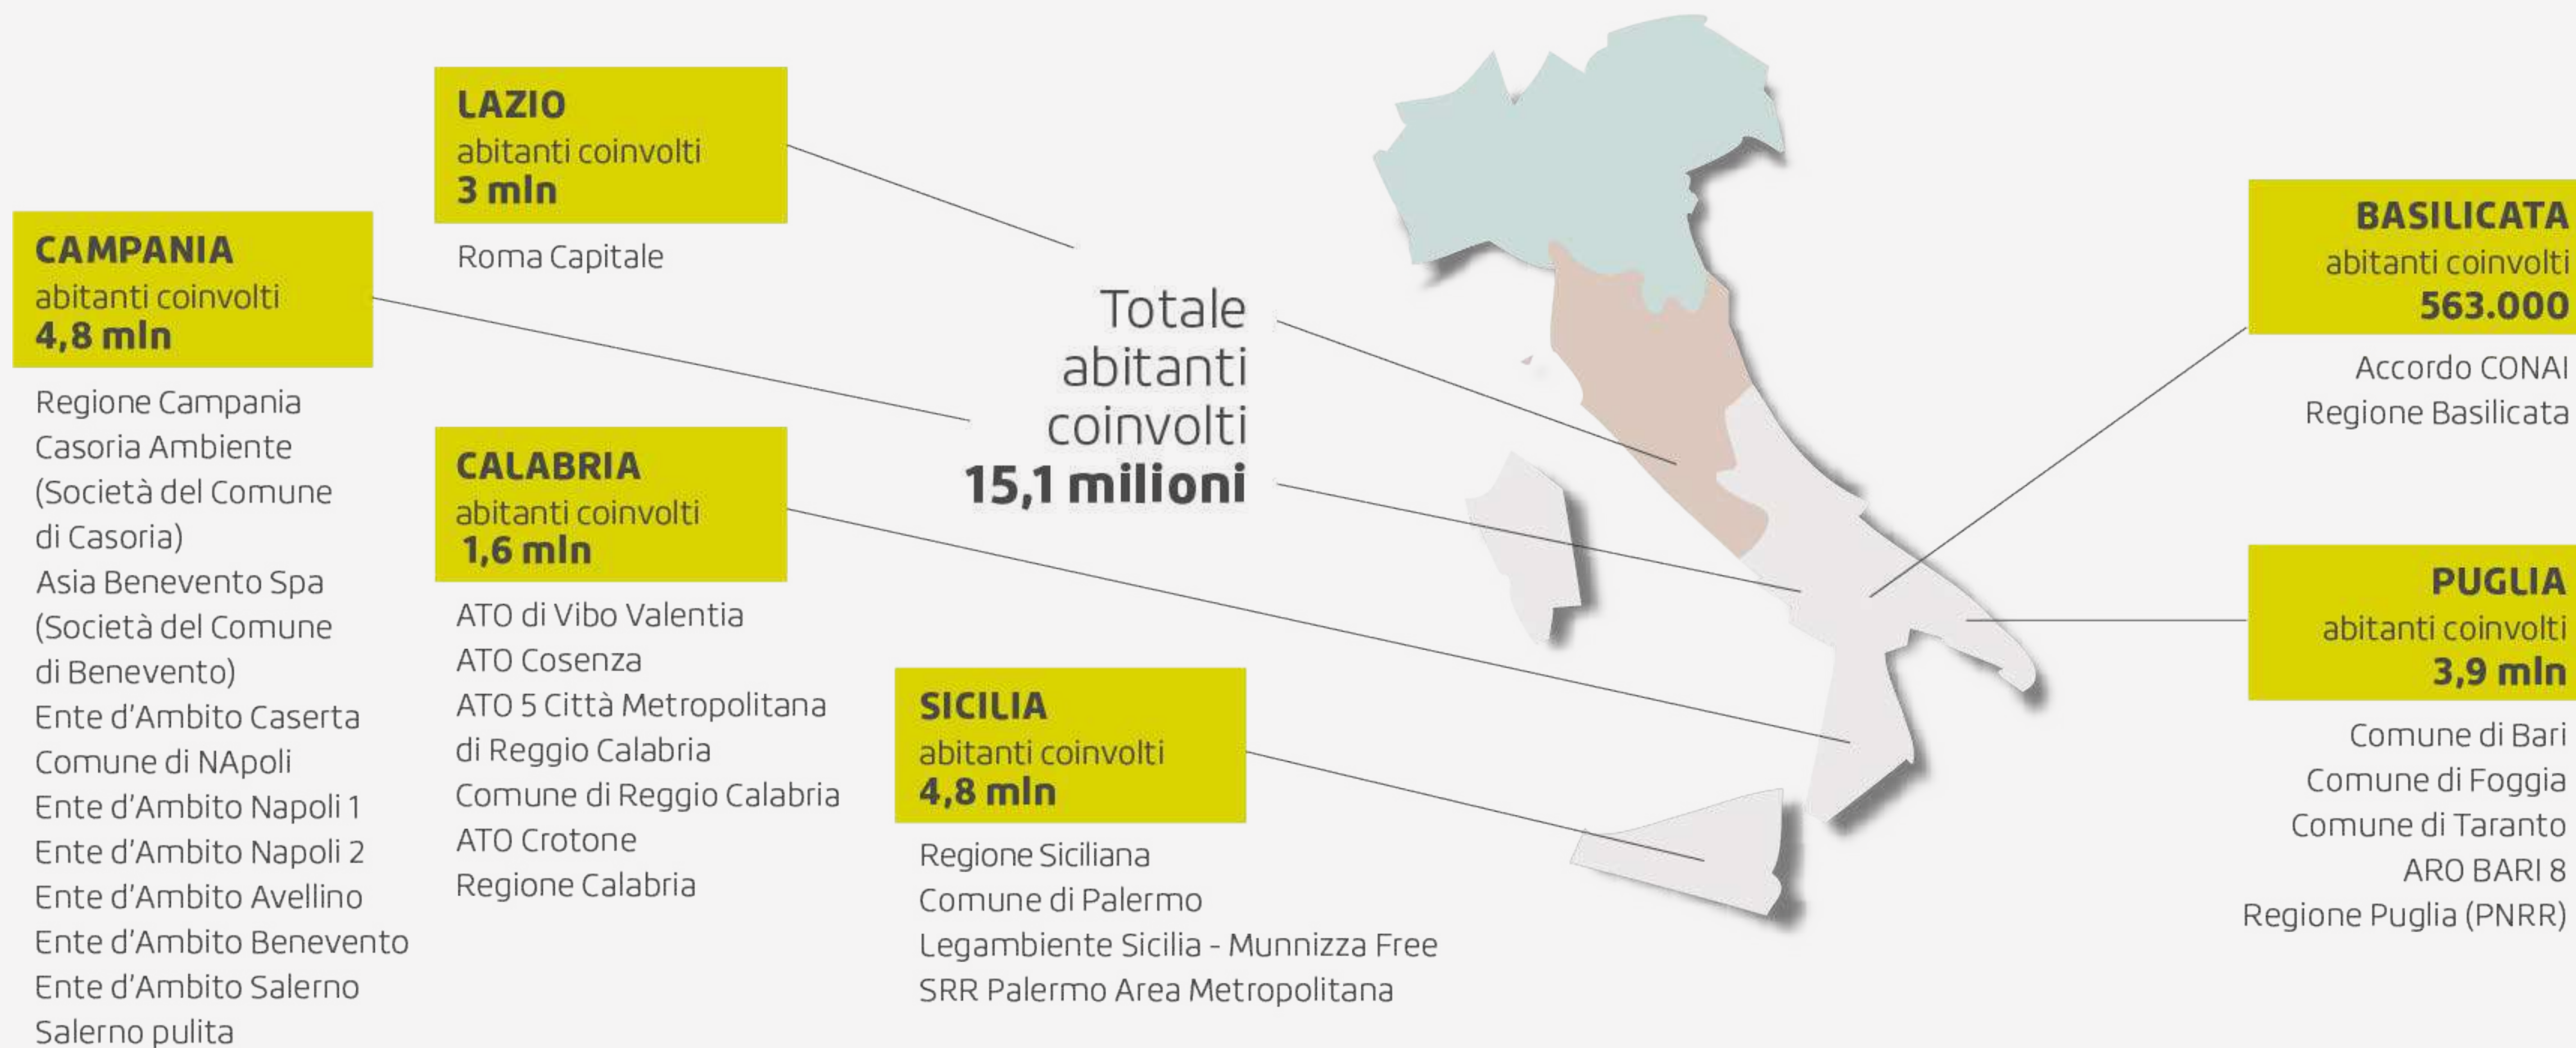 LAZIO
abitanti coinvolti
3 mln
Roma Capitale
CAMPANIA
abitanti coinvolti
4,8 mln
Regione Campania
Casoria Ambiente
(Società del Comune
di Casoria)
Asia Benevento Spa
(Società del Comune
di Benevento)
Ente d'Ambito Caserta
Comune di NApoli
Ente d'Ambito Napoli 1
Ente d'Ambito Napoli 2
Ente d'Ambito Avellino
Ente d'Ambito Benevento
Ente d'Ambito Salerno
Salerno pulita
CALABRIA
abitanti coinvolti
1,6 mln
ATO di Vibo Valentia
ATO Cosenza
ATO 5 Città Metropolitana
di Reggio Calabria
Comune di Reggio Calabria
ATO Crotone
Regione Calabria
Totale
abitanti
coinvolti
15,1 milioni
SICILIA
abitanti coinvolti
4,8 mln
Regione Siciliana
Comune di Palermo
Legambiente Sicilia - Munnizza Free
SRR Palermo Area Metropolitana
BASILICATA
abitanti coinvolti
563.000
Accordo CONAI
Regione Basilicata
PUGLIA
abitanti coinvolti
3,9 mln
Comune di Bari
Comune di Foggia
Comune di Taranto
ARO BARI 8
Regione Puglia (PNRR)